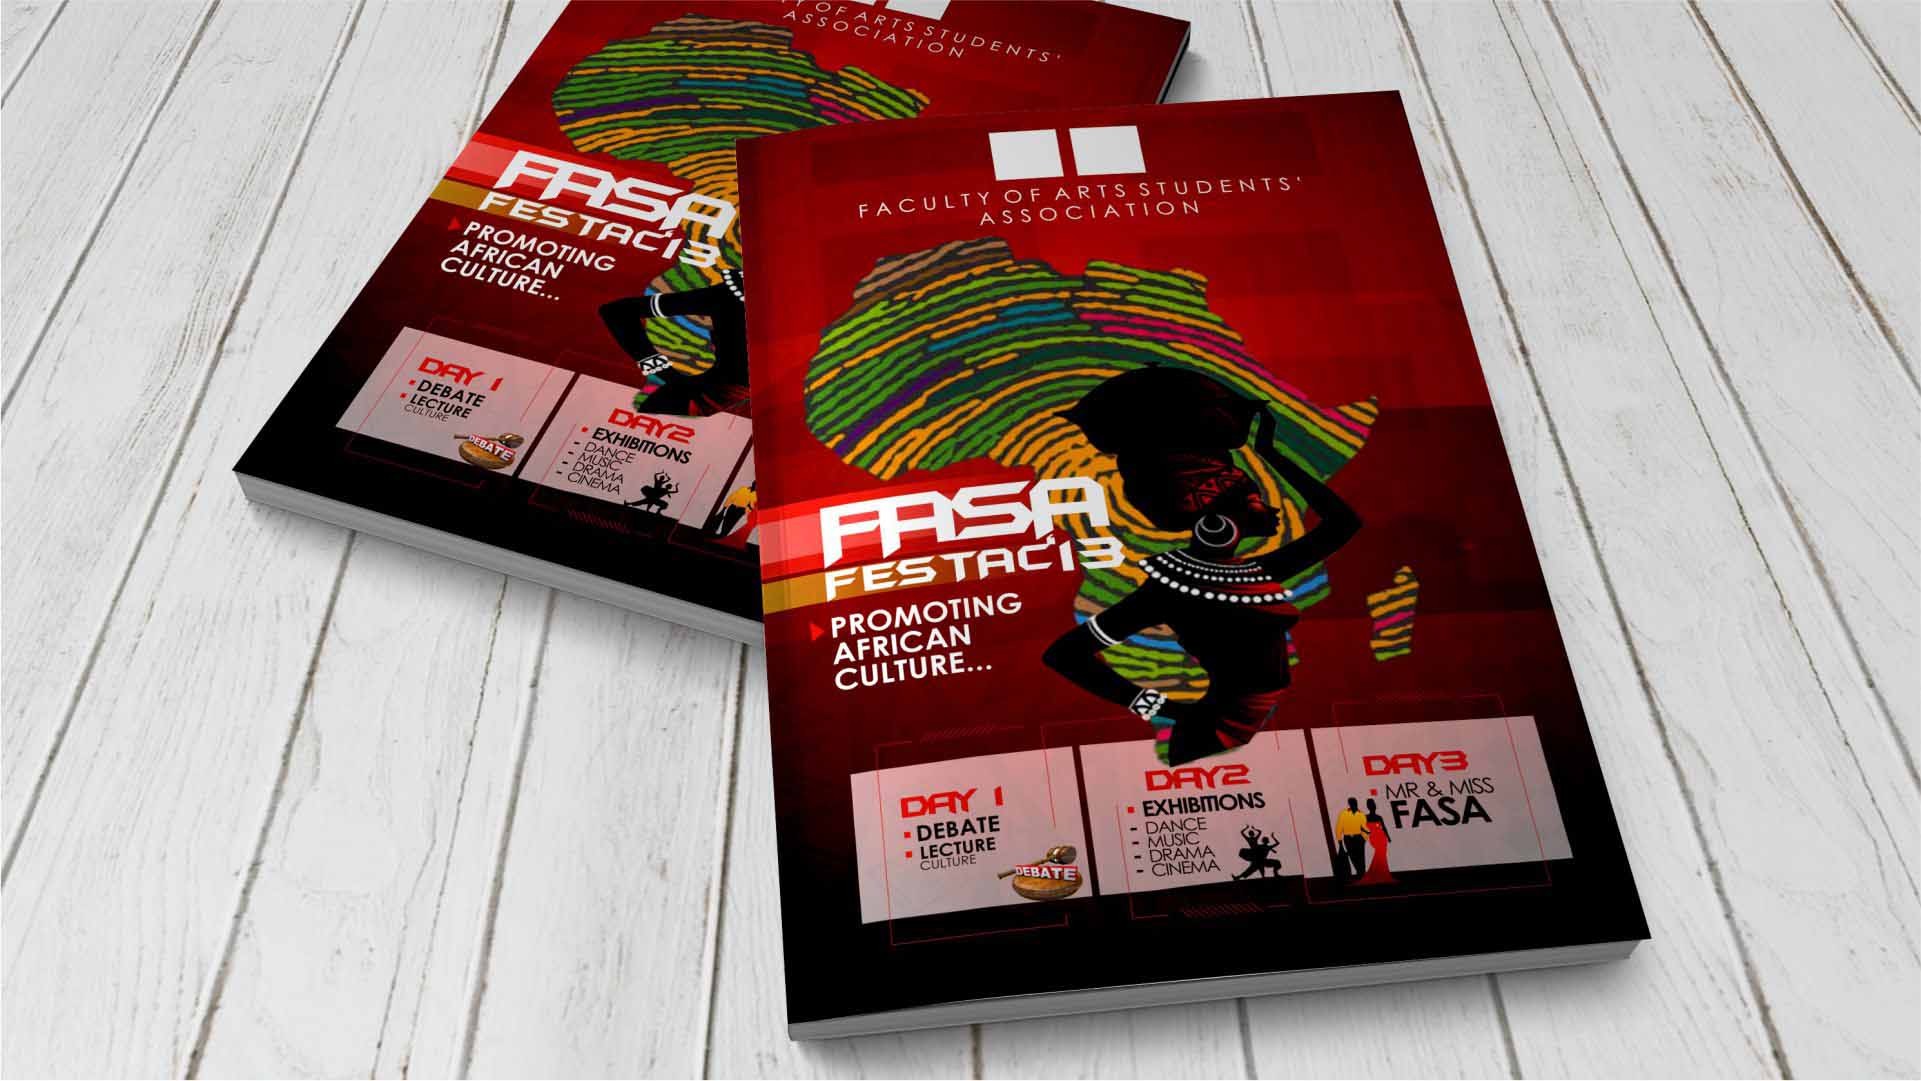 Y OF ARTS STUDENTS'
ASSOCIATION
FASA
FESTAC'13
PROMOTING
AFRICAN
CULTURE...
DAY 1
DEBATE
LECTURE
CULTURE
DEBATE
DAY2
EXHIBITIONS
- DANCE
- MUSIC
- DRAMA
- CINEMA
FACULTY OF ARTS STUDENTS'
ASSOCIATION
FASA
FESTAC'13
PROMOTING
AFRICAN
CULTURE...
DAY 1
DEBATE
LECTURE
CULTURE
DEBATE
DAY2
EXHIBITIONS
- DANCE
- MUSIC
- DRAMA
- CINEMA
DAY3
MR & MISS
FASA